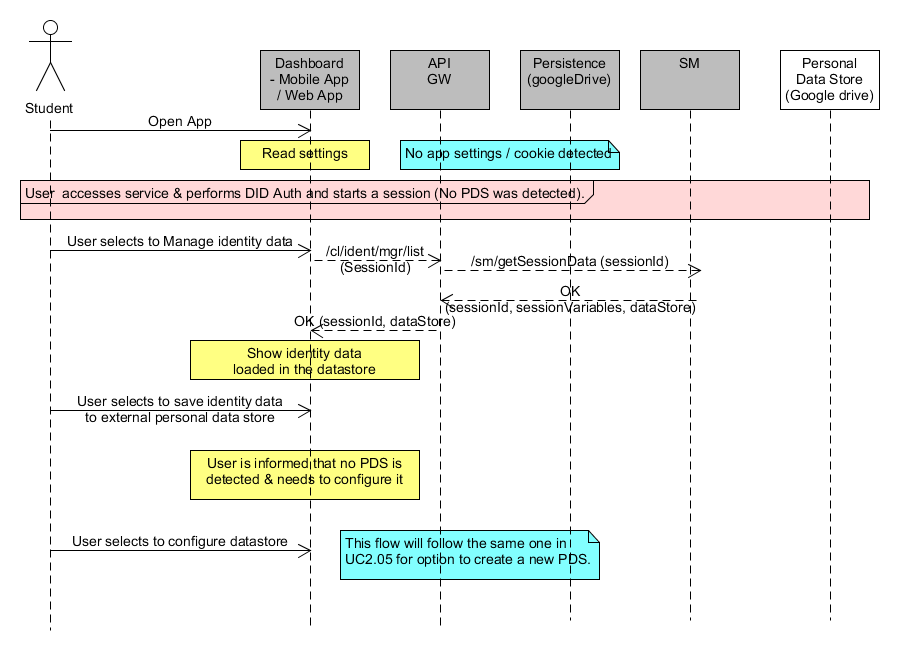 Student
Dashboard
- Mobile App
/ Web App
API
GW
Persistence
(googleDrive)
SM
Personal
Data Store
(Google drive)
Open App
Read settings
No app settings / cookie detected
User  accesses service & performs DID Auth and starts a session (No PDS was detected).
User selects to Manage identity data
/cl/ident/mgr/list
(SessionId)
/sm/getSessionData (sessionId)
OK
(sessionId, sessionVariables, dataStore)
OK (sessionId, dataStore)
Show identity data
loaded in the datastore
User selects to save identity data
to external personal data store
User is informed that no PDS is
detected & needs to configure it
User selects to configure datastore
This flow will follow the same one in
UC2.05 for option to create a new PDS.